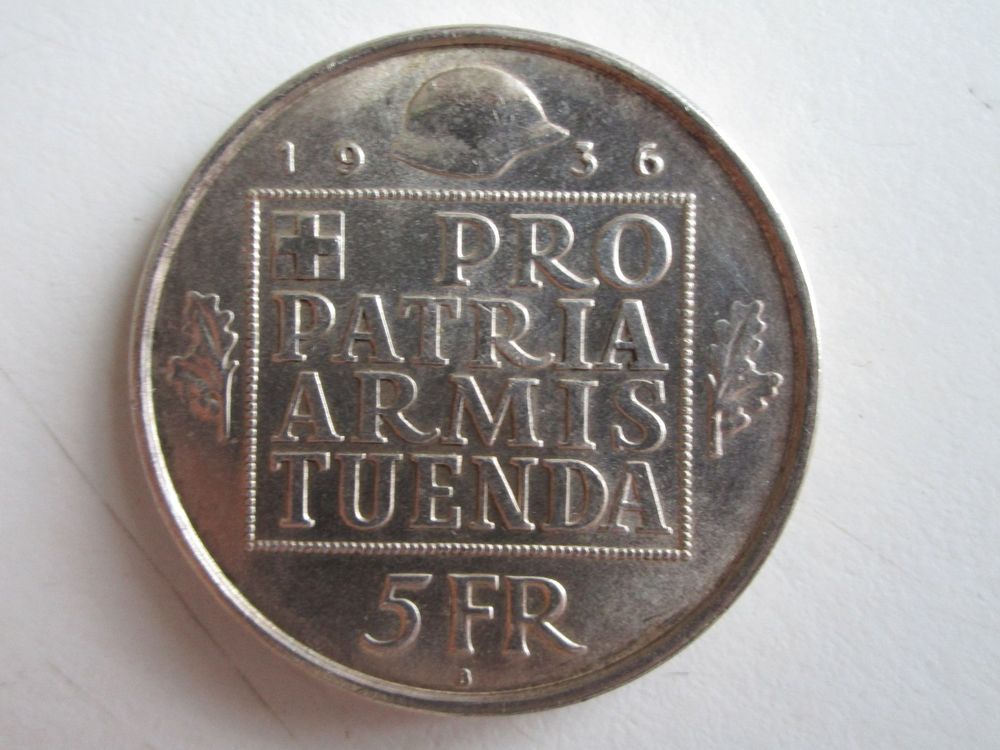 1936
PRO
PATRIA
ARMIS
TUENDA
5 FR
B